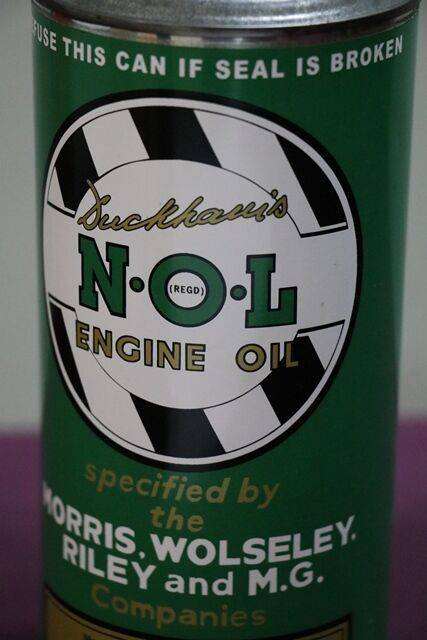 THIS CAN IF SEAL IS BROKEN
Duckham's
N·O·L
(REGD)
ENGINE OIL
specified by
the
MORRIS, WOLSELEY,
RILEY and M.G.
Companies